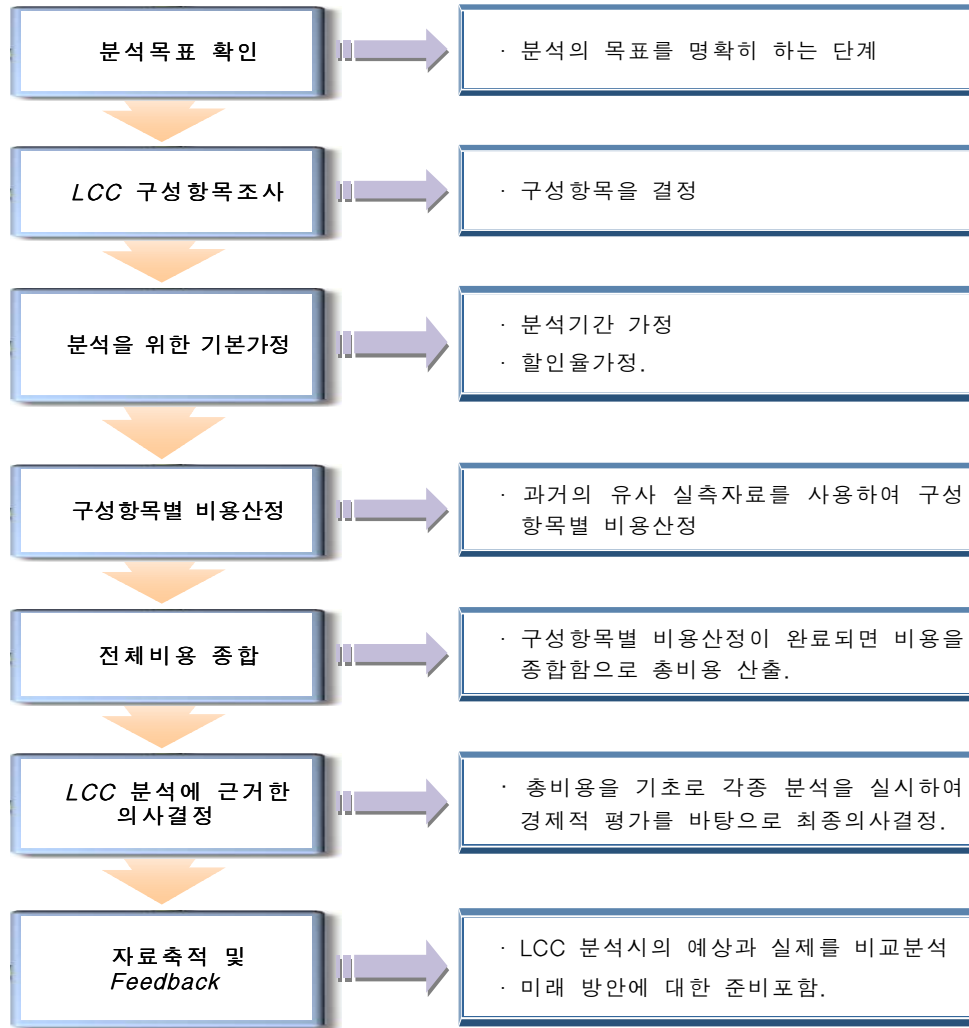 분석목표 확인
· 분석의 목표를 명확히 하는 단계
LCC 구성항목조사
· 구성항목을 결정
분석을 위한 기본가정
· 분석기간 가정
· 할인율가정.
구성항목별 비용산정
· 과거의 유사 실측자료를 사용하여 구성
항목별 비용산정
전체비용 종합
· 구성항목별 비용산정이 완료되면 비용을
종합함으로 총비용 산출.
LCC 분석에 근거한
의사결정
· 총비용을 기초로 각종 분석을 실시하여
경제적 평가를 바탕으로 최종의사결정.
자료축적 및
Feedback
· LCC 분석시의 예상과 실제를 비교분석
· 미래 방안에 대한 준비포함.